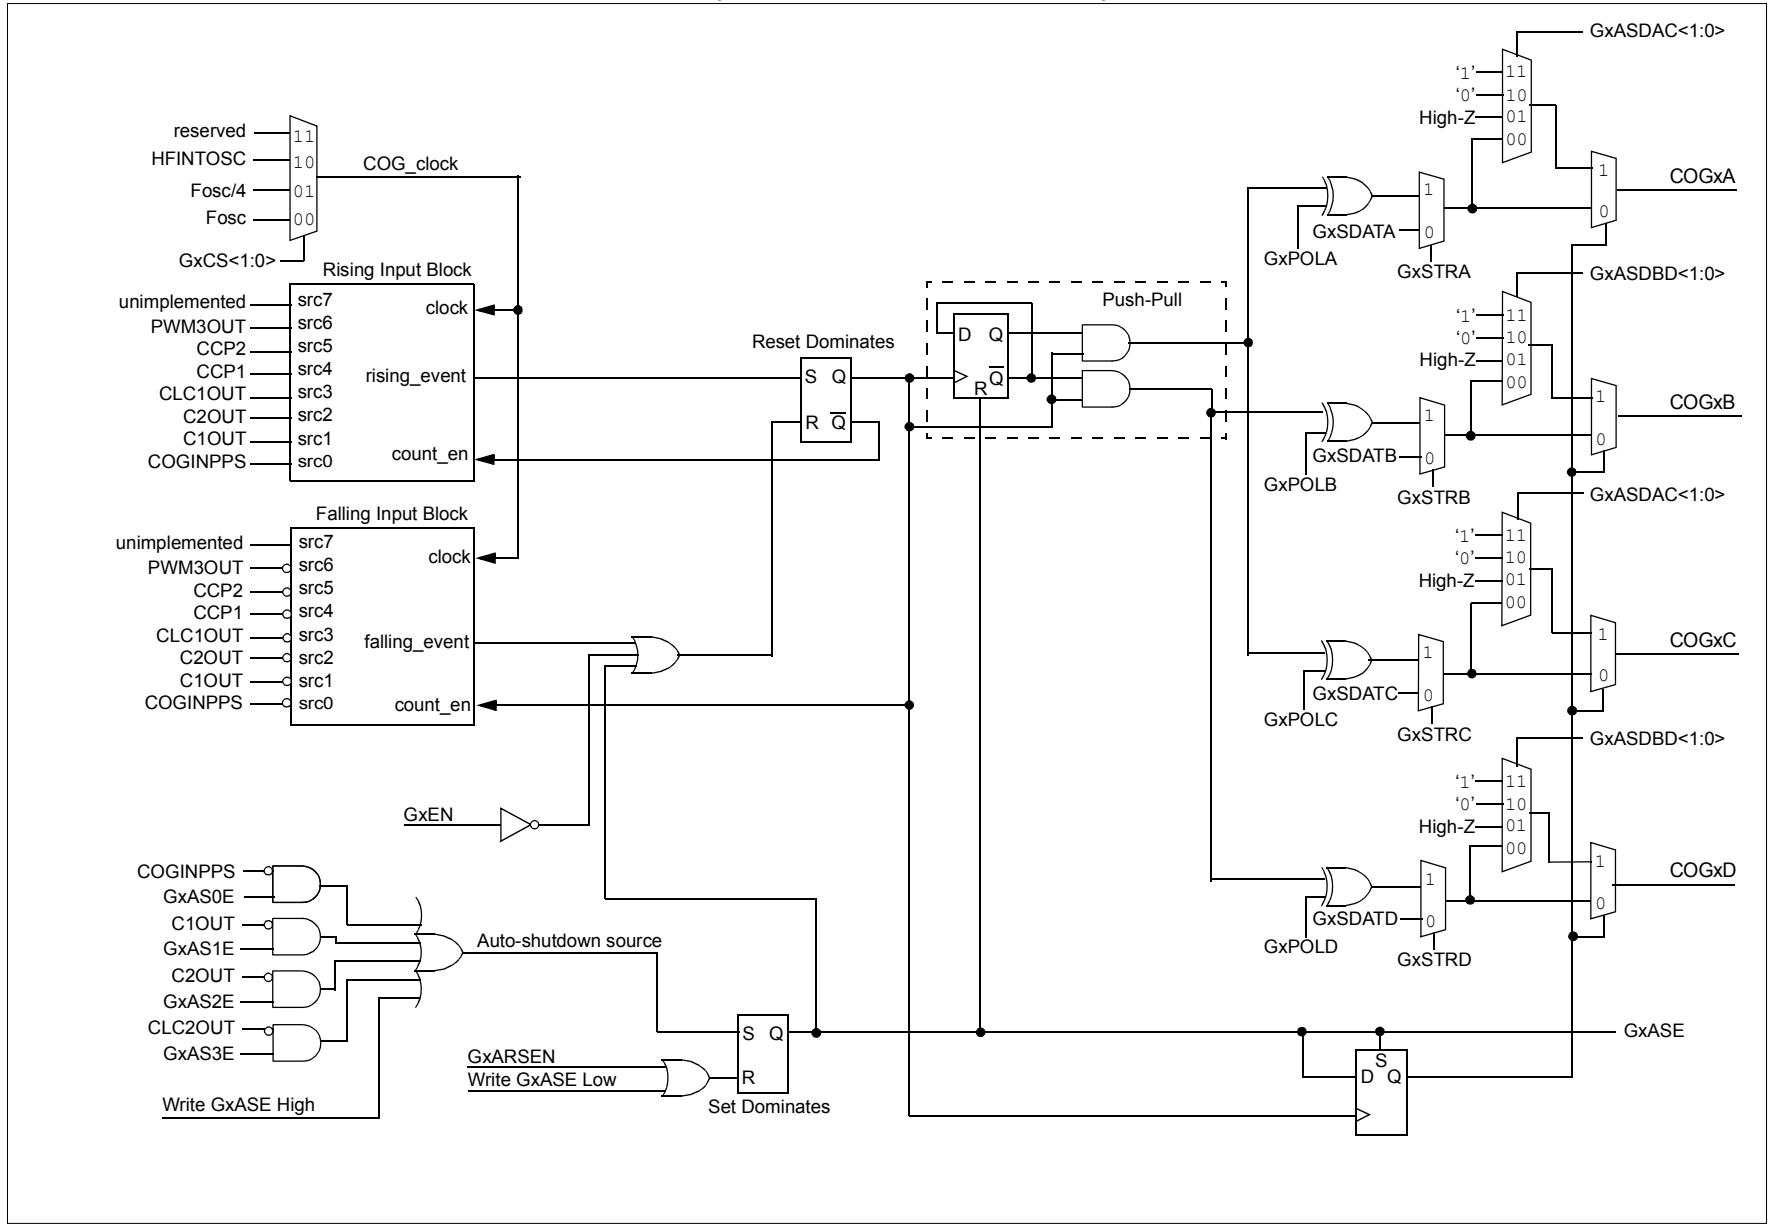 GxASDAC<1:0>
‘1’ 11
‘0’ 10
High-Z 01
00
1
0
COGxA
GxPOLA
GxSDATA
1
0
GxSTRA
reserved 11
HFINTOSC 10
Fosc/4 01
Fosc 00
GxCS<1:0>
COG_clock
Rising Input Block
unimplemented src7
PWM3OUT src6
CCP2 src5
CCP1 src4
CLC1OUT src3
C2OUT src2
C1OUT src1
COGINPPS src0
clock
rising_event
count_en
Reset Dominates
S Q
R Q
Push-Pull
D Q
Q
R
GxASDBD<1:0>
‘1’ 11
‘0’ 10
High-Z 01
00
1
0
COGxB
GxPOLB
GxSDATB
1
0
GxSTRB
Falling Input Block
unimplemented src7
PWM3OUT src6
CCP2 src5
CCP1 src4
CLC1OUT src3
C2OUT src2
C1OUT src1
COGINPPS src0
clock
falling_event
count_en
GxASDAC<1:0>
‘1’ 11
‘0’ 10
High-Z 01
00
1
0
COGxC
GxPOLC
GxSDATC
1
0
GxSTRC
GxEN
GxASDBD<1:0>
‘1’ 11
‘0’ 10
High-Z 01
00
1
0
COGxD
GxPOLD
GxSDATD
1
0
GxSTRD
COGINPPS
GxAS0E
C1OUT
GxAS1E
C2OUT
GxAS2E
CLC2OUT
GxAS3E
Write GxASE High
Auto-shutdown source
GxARSEN
Write GxASE Low
S Q
R
Set Dominates
GxASE
S
D Q